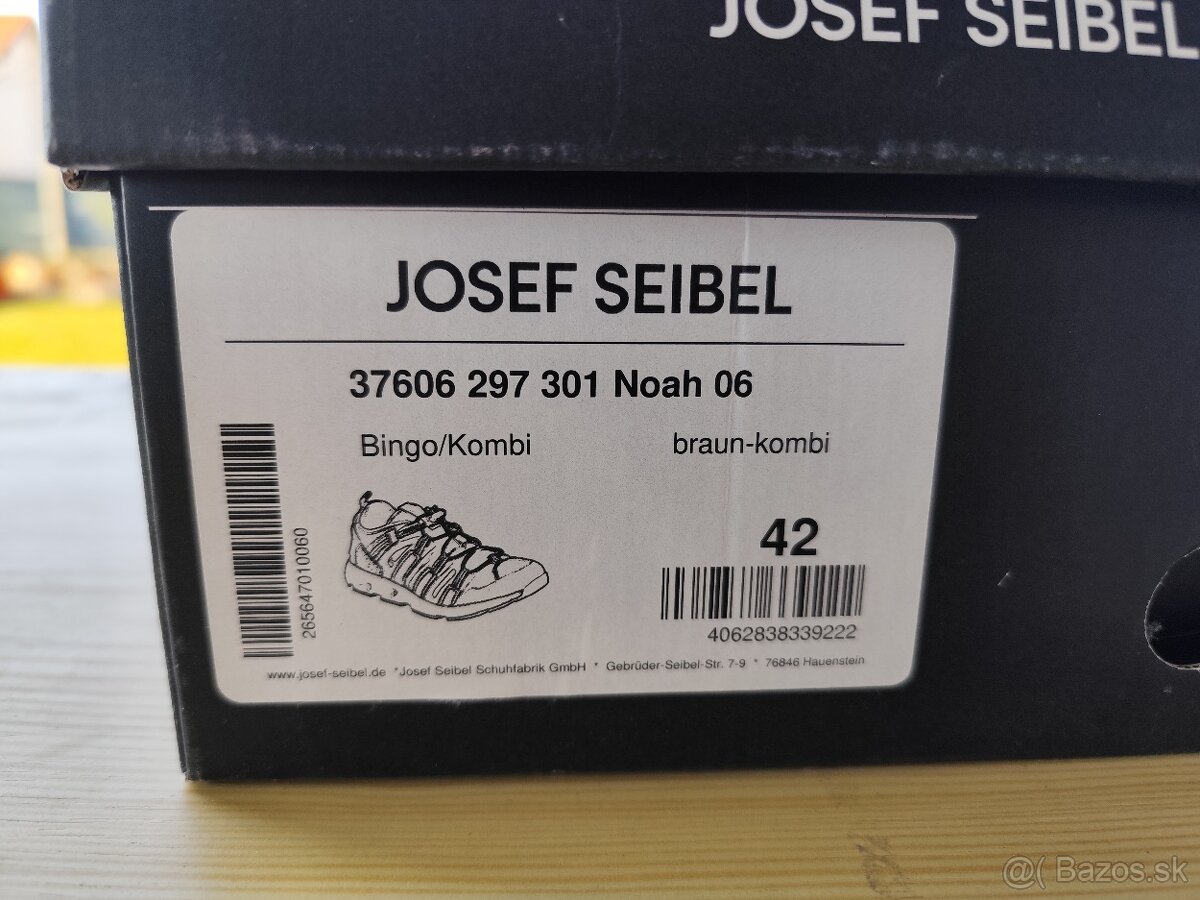 JOSEF SEIBEL
JOSEF SEIBEL
37606 297 301 Noah 06
Bingo/Kombi braun-kombi
42
265647010060
4062838339222
www.josef-seibel.de *Josef Seibel Schuhfabrik GmbH * Gebrüder-Seibel-Str. 7-9 * 76846 Hauenstein
@( Bazos.sk